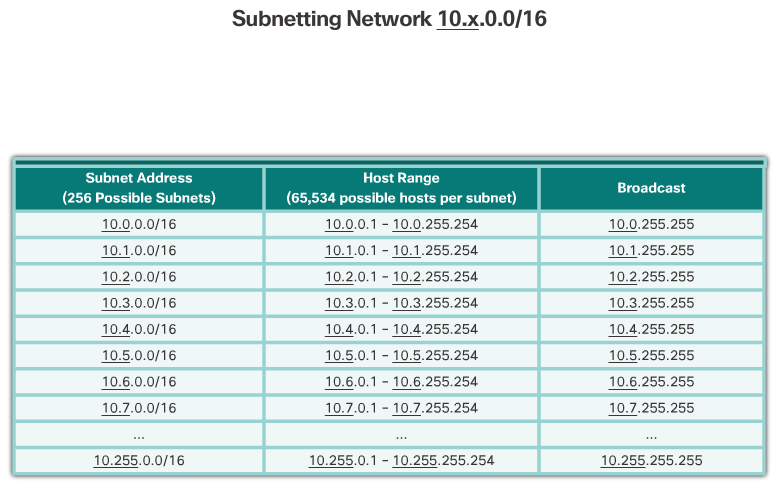 Subnetting Network 10.x.0.0/16
Subnet Address
(256 Possible Subnets)
Host Range
(65,534 possible hosts per subnet)
Broadcast
10.0.0.0/16 10.0.0.1 – 10.0.255.254 10.0.255.255
10.1.0.0/16 10.1.0.1 – 10.1.255.254 10.1.255.255
10.2.0.0/16 10.2.0.1 – 10.2.255.254 10.2.255.255
10.3.0.0/16 10.3.0.1 – 10.3.255.254 10.3.255.255
10.4.0.0/16 10.4.0.1 – 10.4.255.254 10.4.255.255
10.5.0.0/16 10.5.0.1 – 10.5.255.254 10.5.255.255
10.6.0.0/16 10.6.0.1 – 10.6.255.254 10.6.255.255
10.7.0.0/16 10.7.0.1 – 10.7.255.254 10.7.255.255
... ... ...
10.255.0.0/16 10.255.0.1 – 10.255.255.254 10.255.255.255